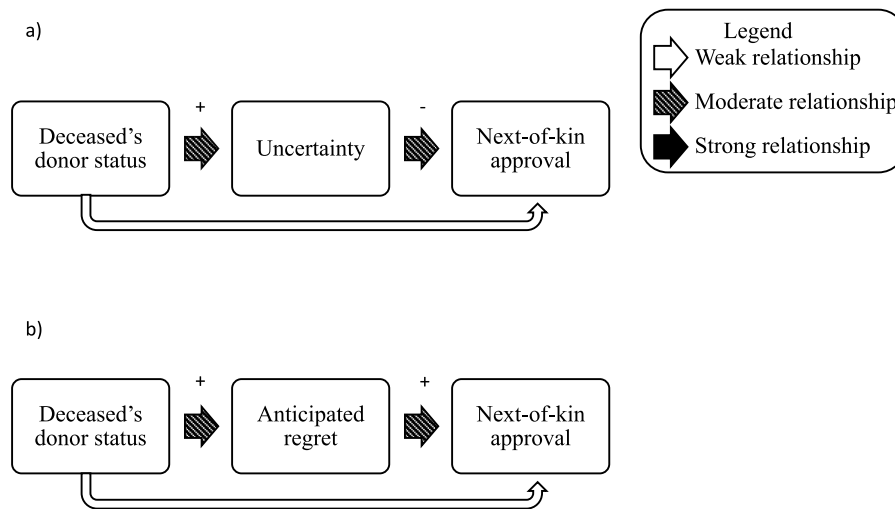 a)
Legend
Weak relationship
Moderate relationship
Strong relationship
+
-
Deceased's
donor status
Uncertainty
Next-of-kin
approval
b)
+
+
Deceased's
donor status
Anticipated
regret
Next-of-kin
approval